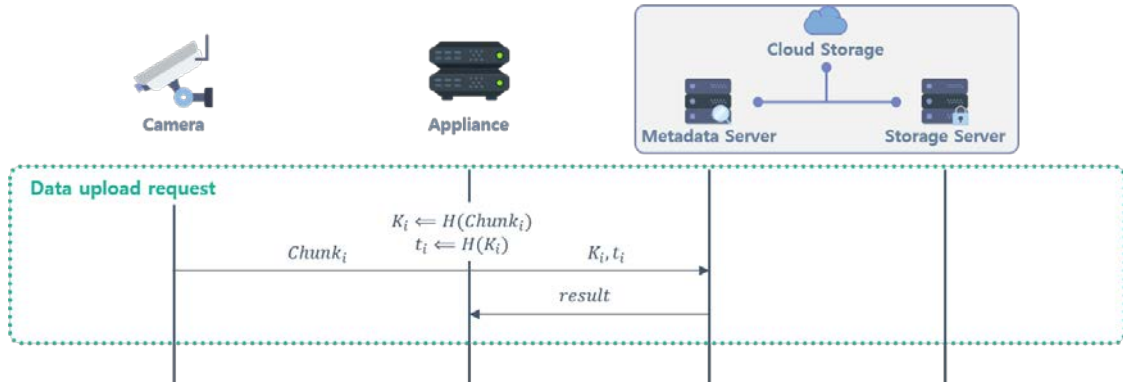 Cloud Storage
Camera
Appliance
Metadata Server
Storage Server
Data upload request
K_i ⇐ H(Chunk_i)
t_i ⇐ H(K_i)
Chunk_i
K_i, t_i
result